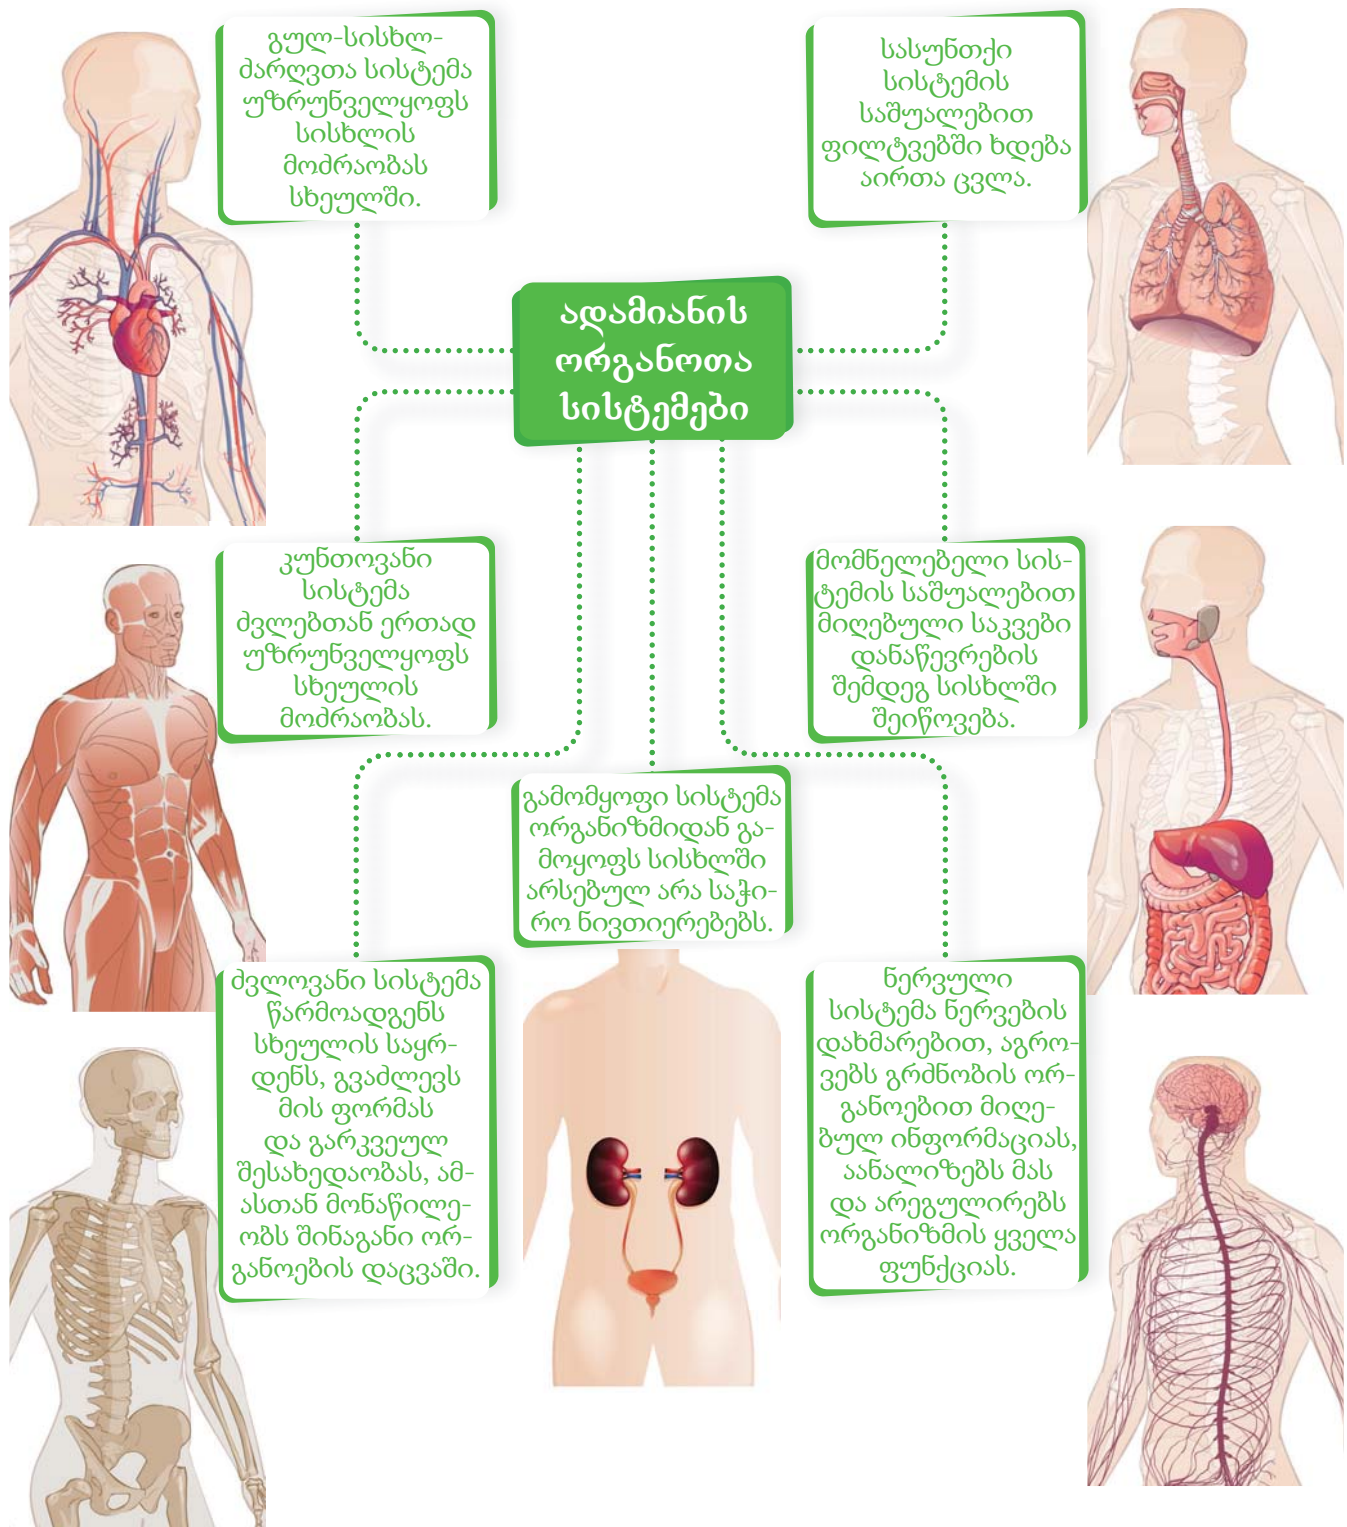 გულ-სისხლ-
ძარღვთა სისტემა
უზრუნველყოფს
სისხლის
მოძრაობას
სხეულში.
სასუნთქი
სისტემის
საშუალებით
ფილტვებში ხდება
აირთა ცვლა.
ადამიანის
ორგანოთა
სისტემები
კუნთოვანი
სისტემა
ძვლებთან ერთად
უზრუნველყოფს
სხეულის
მოძრაობას.
მომნელებელი სის-
ტემის საშუალებით
მიღებული საკვები
დანაწევრების
შემდეგ სისხლში
შეიწოვება.
გამომყოფი სისტემა
ორგანიზმიდან გა-
მოყოფს სისხლში
არსებულ არა საჭი-
რო ნივთიერებებს.
ძვლოვანი სისტემა
წარმოადგენს
სხეულის საყრ-
დენს, გვაძლევს
მის ფორმას
და გარკვეულ
შესახედაობას, ამ-
ასთან მონაწილე-
ობს შინაგანი ორ-
განოების დაცვაში.
ნერვული
სისტემა ნერვების
დახმარებით, აგრო-
ვებს გრძნობის ორ-
განოებით მიღე-
ბულ ინფორმაციას,
აანალიზებს მას
და არეგულირებს
ორგანიზმის ყველა
ფუნქციას.